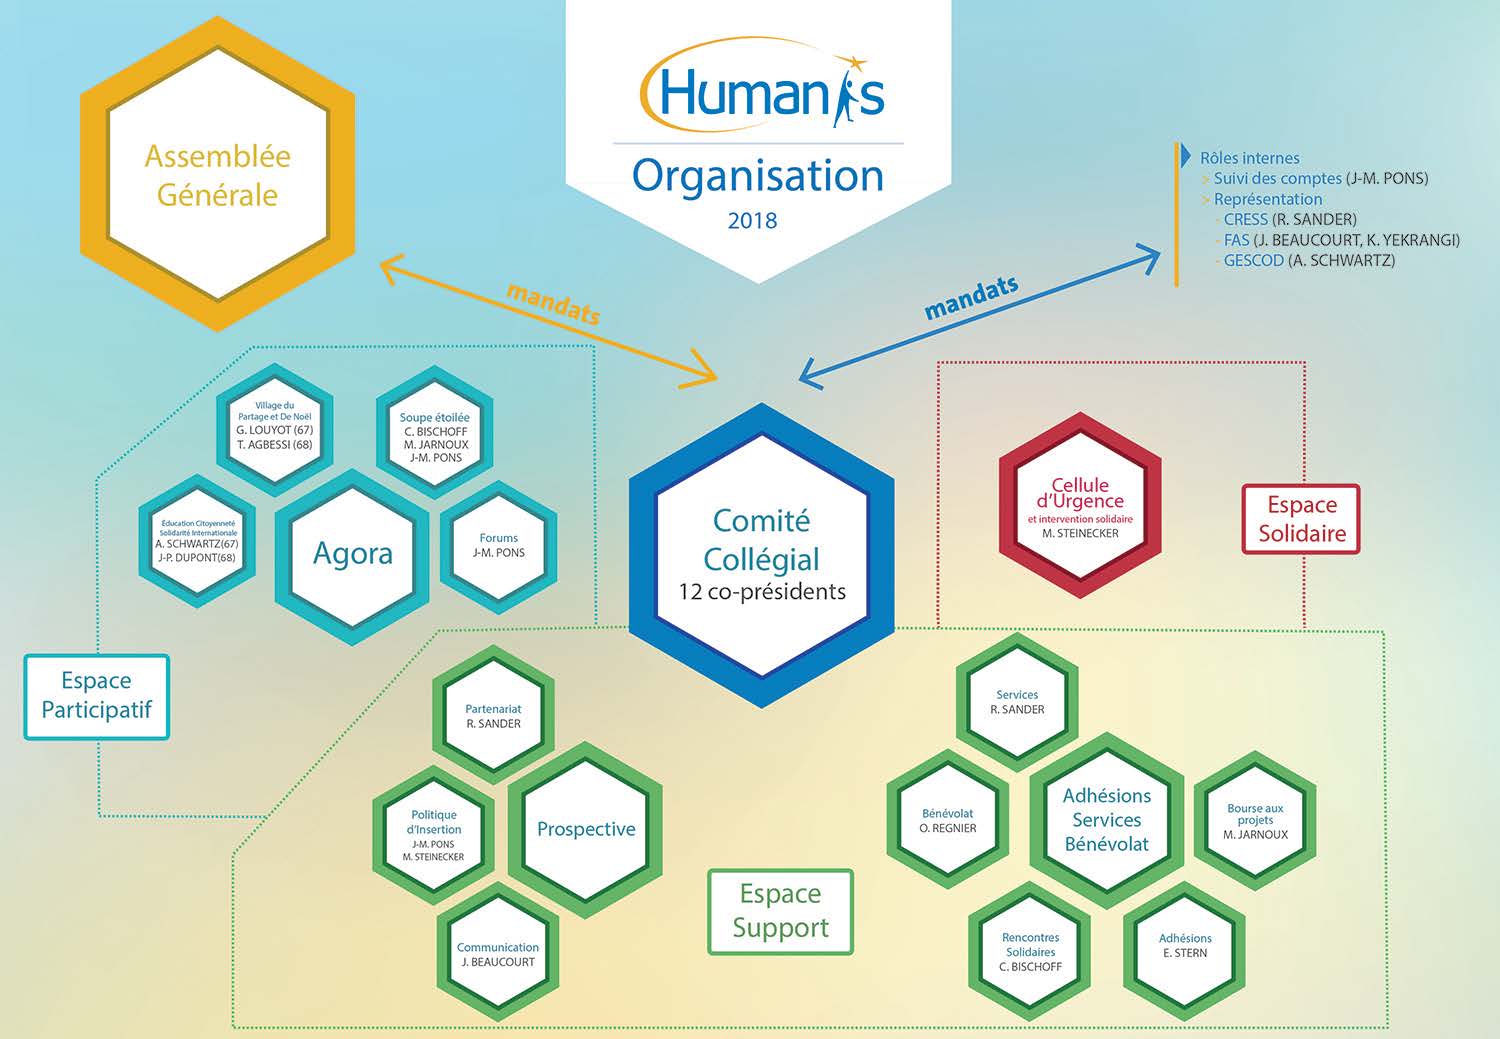 Humanis
Organisation
2018
Assemblée
Générale
Rôles internes
> Suivi des comptes (J-M. PONS)
> Représentation
- CRESS (R. SANDER)
- FAS (J. BEAUCOURT, K. YEKRANGI)
- GESCOD (A. SCHWARTZ)
mandats
mandats
Village du
Partage et De Noël
G. LOUYOT (67)
T. AGBESSI (68)
Soupe étoilée
C. BISCHOFF
M. JARNOUX
J-M. PONS
Éducation Citoyenneté
Solidarité Internationale
A. SCHWARTZ(67)
J-P. DUPONT(68)
Agora
Forums
J-M. PONS
Comité
Collégial
12 co-présidents
Cellule
d'Urgence
et intervention solidaire
M. STEINECKER
Espace
Solidaire
Espace
Participatif
Partenariat
R. SANDER
Politique
d'Insertion
J-M. PONS
M. STEINECKER
Prospective
Communication
J. BEAUCOURT
Espace
Support
Services
R. SANDER
Bénévolat
O. REGNIER
Adhésions
Services
Bénévolat
Bourse aux
projets
M. JARNOUX
Rencontres
Solidaires
C. BISCHOFF
Adhésions
E. STERN